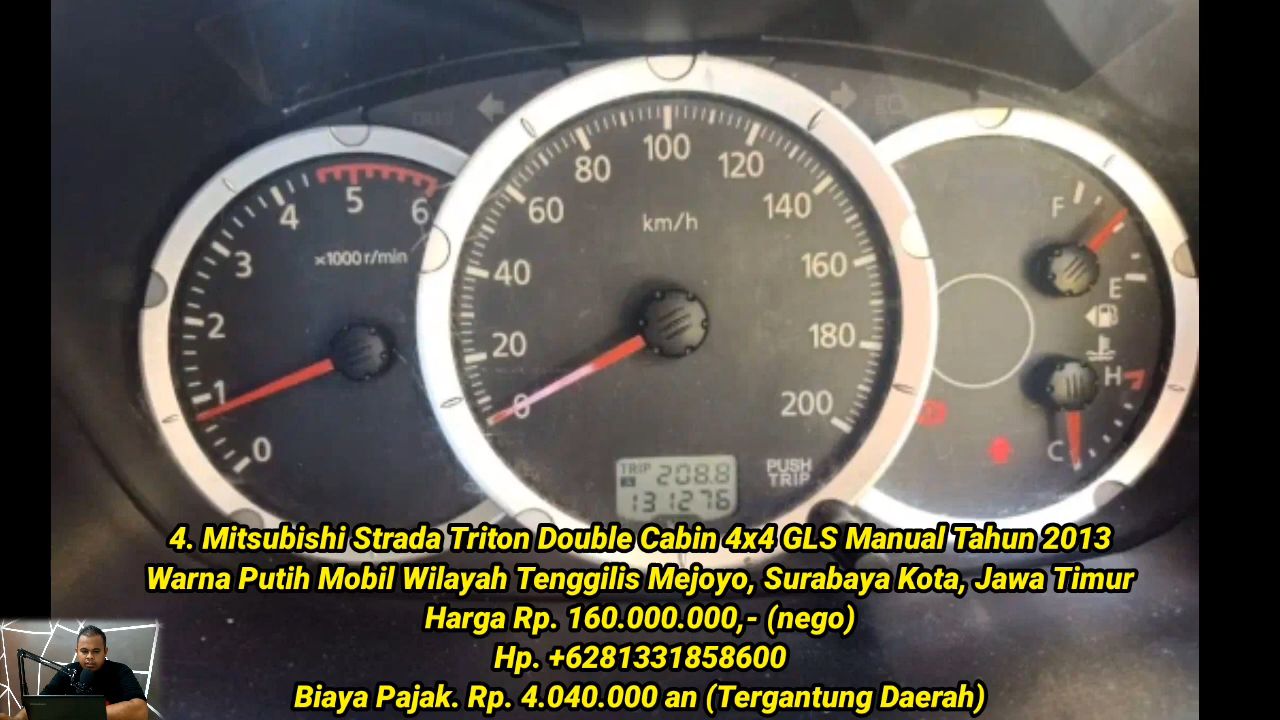 80
100
120
60
140
40
km/h
160
20
180
0
200
4
5
6
3
x1000 r/min
2
1
0
F
E
H
C
TRIP
A
208.8
131276
PUSH
TRIP
4. Mitsubishi Strada Triton Double Cabin 4x4 GLS Manual Tahun 2013
Warna Putih Mobil Wilayah Tenggilis Mejoyo, Surabaya Kota, Jawa Timur
Harga Rp. 160.000.000,- (nego)
Hp. +6281331858600
Biaya Pajak. Rp. 4.040.000 an (Tergantung Daerah)